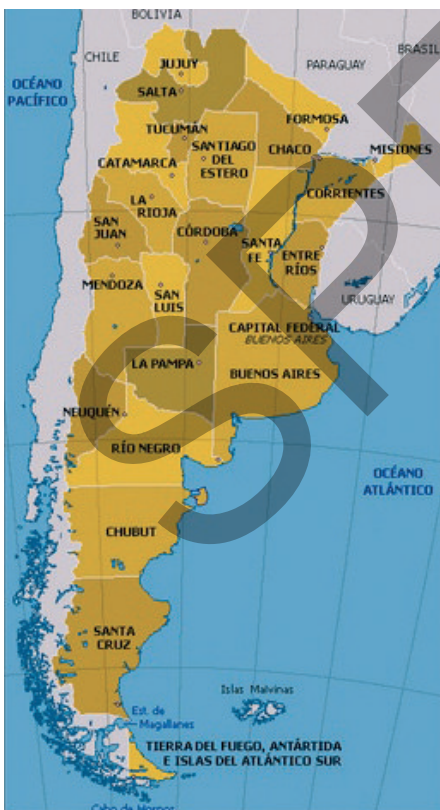 BOLIVIA
BRASIL
CHILE
PARAGUAY
OCÉANO
PACÍFICO
JUJUY
SALTA
FORMOSA
TUCUMÁN
CHACO
MISIONES
SANTIAGO
DEL
ESTERO
CATAMARCA
CORRIENTES
LA
RIOJA
SAN
JUAN
CÓRDOBA
SANTA
FE
ENTRE
RÍOS
MENDOZA
SAN
LUIS
URUGUAY
CAPITAL FEDERAL
BUENOS AIRES
LA PAMPA
BUENOS AIRES
NEUQUÉN
RÍO NEGRO
OCÉANO
ATLÁNTICO
CHUBUT
SANTA
CRUZ
Islas Malvinas
Est. de
Magallanes
TIERRA DEL FUEGO, ANTÁRTIDA
E ISLAS DEL ATLÁNTICO SUR
Cabo de Hornos